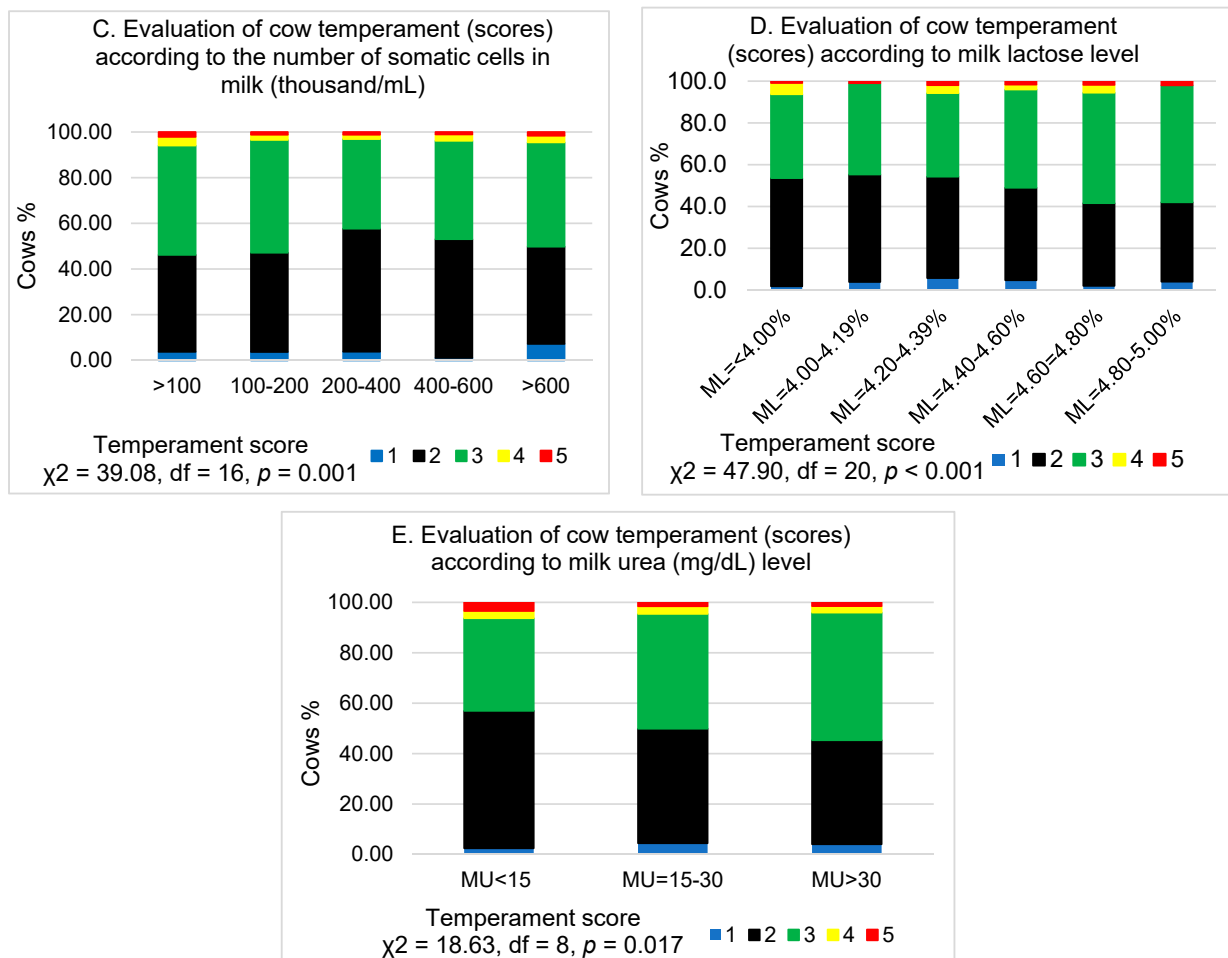 C. Evaluation of cow temperament (scores)
according to the number of somatic cells in
milk (thousand/mL)
Cows %
100.00
80.00
60.00
40.00
20.00
0.00
>100 100-200 200-400 400-600 >600
Temperament score
χ2 = 39.08, df = 16, p = 0.001
1 2 3 4 5
D. Evaluation of cow temperament
(scores) according to milk lactose level
Cows %
100.0
80.0
60.0
40.0
20.0
0.0
ML=<4.00%
ML=4.00-4.19%
ML=4.20-4.39%
ML=4.40-4.60%
ML=4.60=4.80%
ML=4.80-5.00%
Temperament score
χ2 = 47.90, df = 20, p < 0.001
1 2 3 4 5
E. Evaluation of cow temperament (scores)
according to milk urea (mg/dL) level
Cows %
100.00
80.00
60.00
40.00
20.00
0.00
MU<15 MU=15-30 MU>30
Temperament score
χ2 = 18.63, df = 8, p = 0.017
1 2 3 4 5